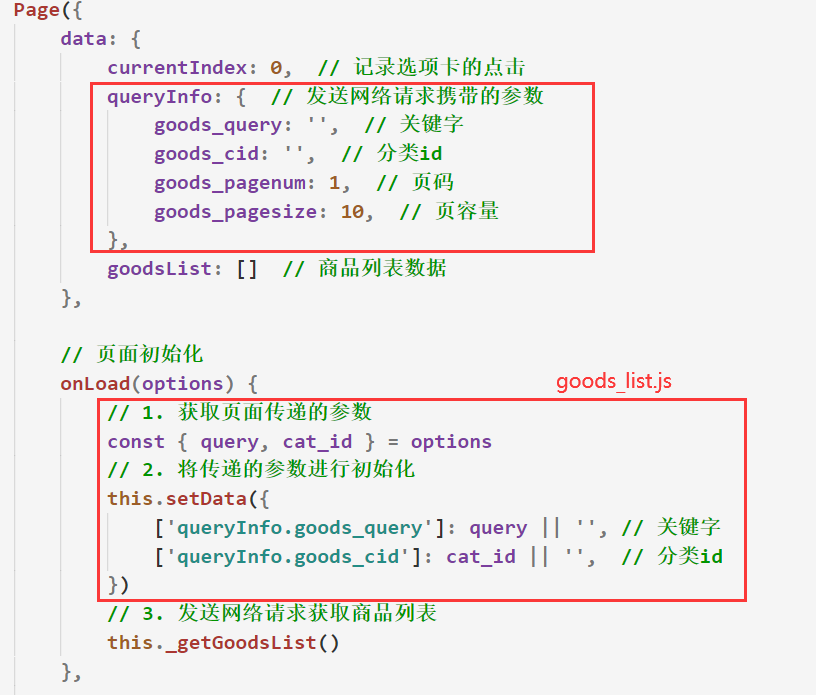 Page({
data: {
currentIndex: 0,  // 记录选项卡的点击
queryInfo: {  // 发送网络请求携带的参数
goods_query: '',  // 关键字
goods_cid: '',  // 分类id
goods_pagenum: 1,  // 页码
goods_pagesize: 10,  // 页容量
},
goodsList: []  // 商品列表数据
},
// 页面初始化
onLoad(options) {
goods_list.js
// 1. 获取页面传递的参数
const { query, cat_id } = options
// 2. 将传递的参数进行初始化
this.setData({
['queryInfo.goods_query']: query || '', // 关键字
['queryInfo.goods_cid']: cat_id || '',  // 分类id
})
// 3. 发送网络请求获取商品列表
this._getGoodsList()
},